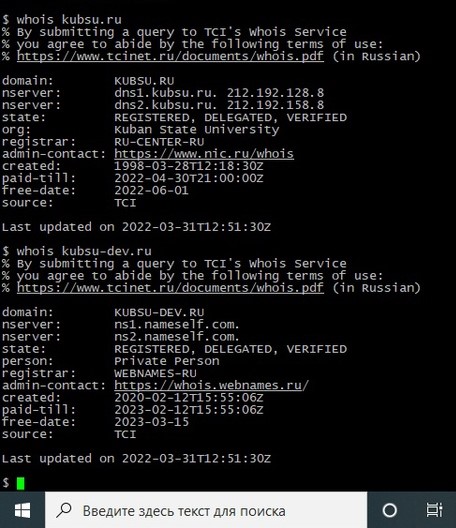 $ whois kubsu.ru
% By submitting a query to TCI's Whois Service
% you agree to abide by the following terms of use:
% https://www.tcinet.ru/documents/whois.pdf (in Russian)
domain: KUBSU.RU
nserver: dns1.kubsu.ru. 212.192.128.8
nserver: dns2.kubsu.ru. 212.192.158.8
state: REGISTERED, DELEGATED, VERIFIED
org: Kuban State University
registrar: RU-CENTER-RU
admin-contact: https://www.nic.ru/whois
created: 1998-03-28T12:18:30Z
paid-till: 2022-04-30T21:00:00Z
free-date: 2022-06-01
source: TCI
Last updated on 2022-03-31T12:51:30Z
$ whois kubsu-dev.ru
% By submitting a query to TCI's Whois Service
% you agree to abide by the following terms of use:
% https://www.tcinet.ru/documents/whois.pdf (in Russian)
domain: KUBSU-DEV.RU
nserver: ns1.nameself.com.
nserver: ns2.nameself.com.
state: REGISTERED, DELEGATED, VERIFIED
person: Private Person
registrar: WEBNAMES-RU
admin-contact: https://whois.webnames.ru/
created: 2020-02-12T15:55:06Z
paid-till: 2023-02-12T15:55:06Z
free-date: 2023-03-15
source: TCI
Last updated on 2022-03-31T12:51:30Z
$
Введите здесь текст для поиска